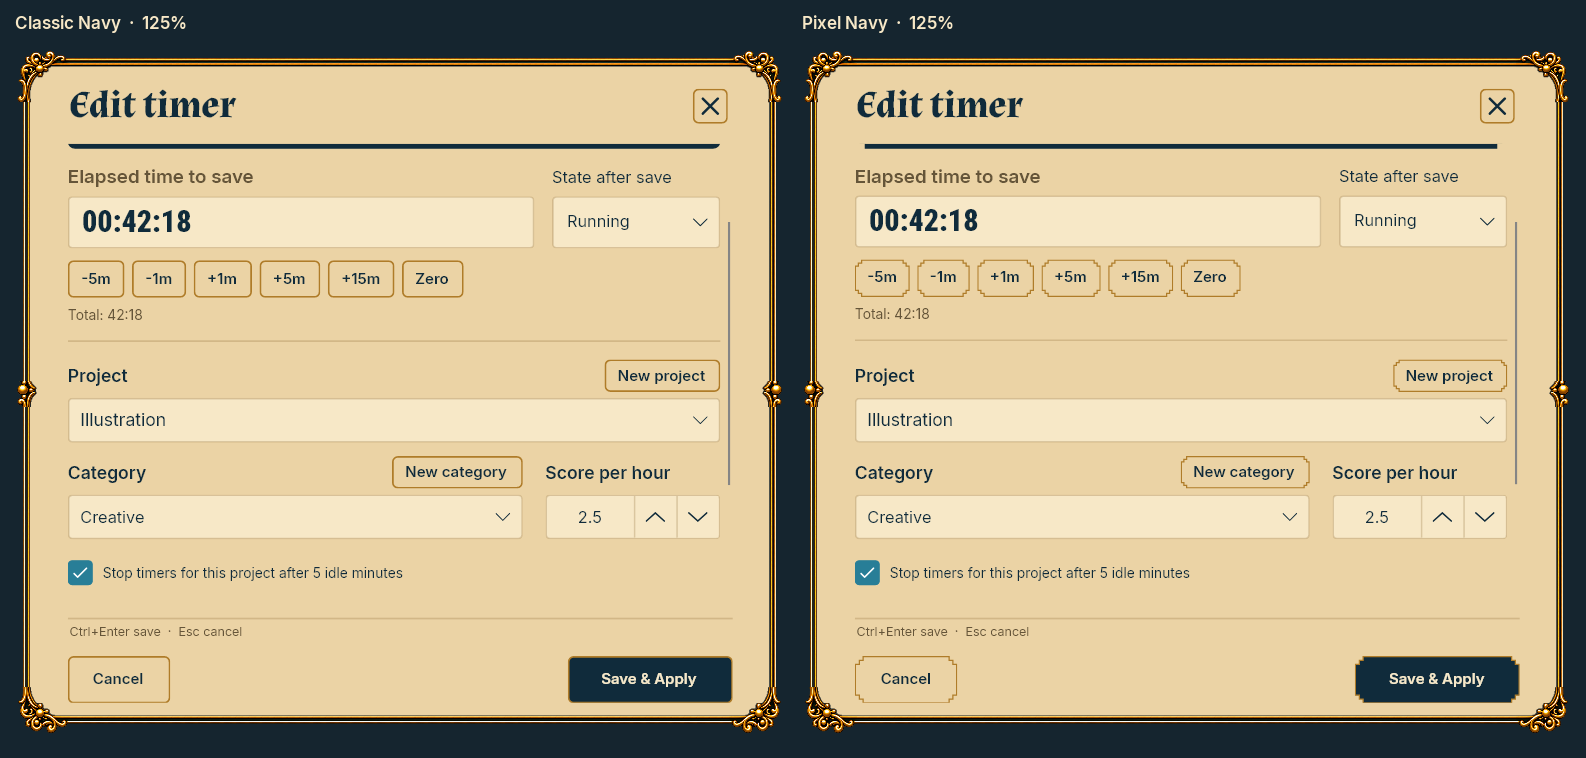 Classic Navy · 125%
Edit timer
Elapsed time to save
State after save
00:42:18
Running
-5m
-1m
+1m
+5m
+15m
Zero
Total: 42:18
Project
New project
Illustration
Category
New category
Score per hour
Creative
2.5
Stop timers for this project after 5 idle minutes
Ctrl+Enter save · Esc cancel
Cancel
Save & Apply
Pixel Navy · 125%
Edit timer
Elapsed time to save
State after save
00:42:18
Running
-5m
-1m
+1m
+5m
+15m
Zero
Total: 42:18
Project
New project
Illustration
Category
New category
Score per hour
Creative
2.5
Stop timers for this project after 5 idle minutes
Ctrl+Enter save · Esc cancel
Cancel
Save & Apply